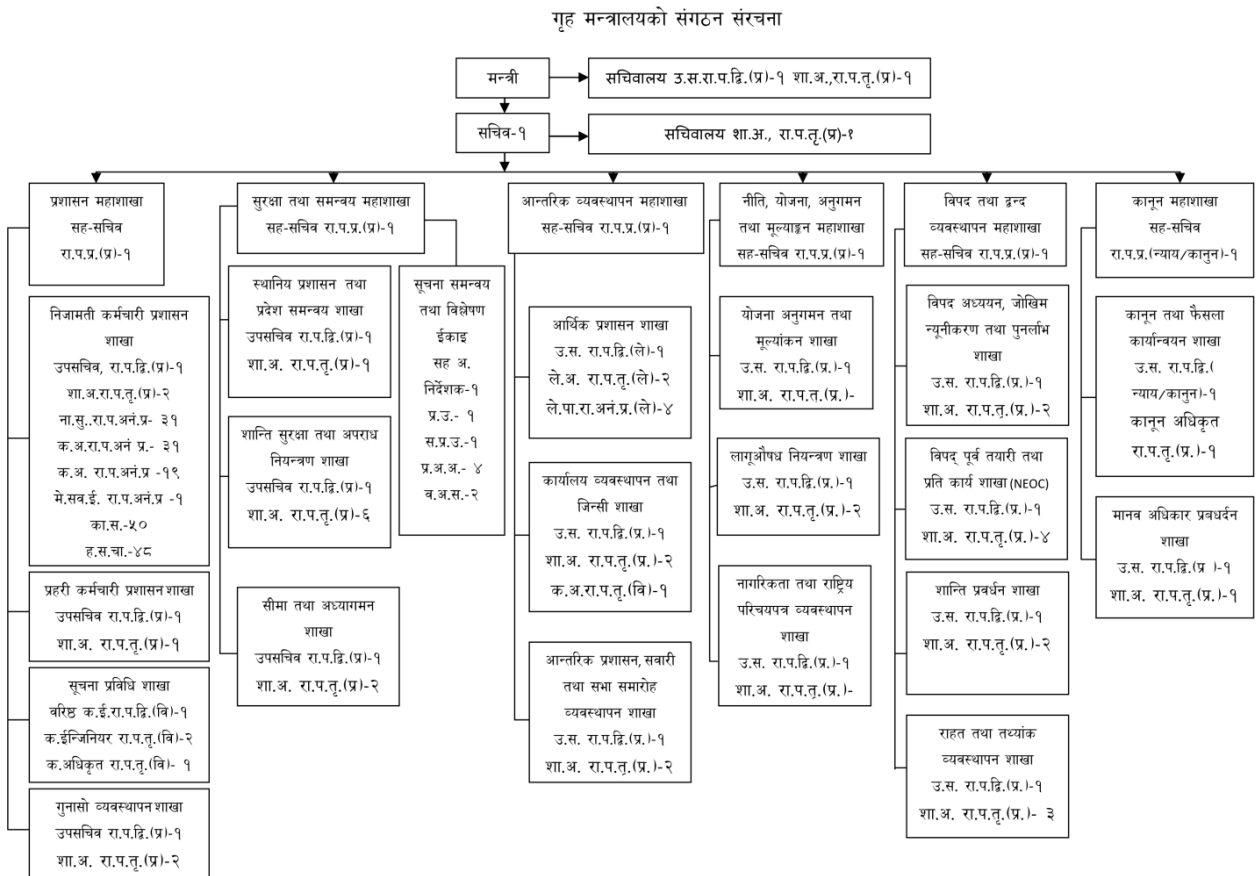 गृह मन्त्रालयको संगठन संरचना
मन्त्री
सचिवालय उ.स.रा.प.द्वि.(प्र)-१ शा.अ.,रा.प.तृ.(प्र)-१
सचिव-१
सचिवालय शा.अ., रा.प.तृ.(प्र)-१
प्रशासन महाशाखा
सह-सचिव
रा.प.प्र.(प्र)-१
निजामती कर्मचारी प्रशासन
शाखा
उपसचिव, रा.प.द्वि.(प्र)-१
शा.अ.रा.प.तृ.(प्र)-२
ना.सु..रा.प.अनं.प्र- ३१
क.अ.रा.प.अनं प्र.- ३१
क.अ. रा.प.अनं.प्र -१९
मे.सव.ई. रा.प.अनं.प्र -१
का.स.-५०
ह.स.चा.-४८
प्रहरी कर्मचारी प्रशासन शाखा
उपसचिव रा.प.द्वि.(प्र)-१
शा.अ. रा.प.तृ.(प्र)-१
सूचना प्रविधि शाखा
वरिष्ठ क.ई.रा.प.द्वि.(वि)-१
क.ईन्जिनियर रा.प.तृ.(वि)-२
क.अधिकृत रा.प.तृ.(वि)- १
गुनासो व्यवस्थापन शाखा
उपसचिव रा.प.द्वि.(प्र)-१
शा.अ. रा.प.तृ.(प्र)-२
सुरक्षा तथा समन्वय महाशाखा
सह-सचिव रा.प.प्र.(प्र)-१
स्थानिय प्रशासन तथा
प्रदेश समन्वय शाखा
उपसचिव रा.प.द्वि.(प्र)-१
शा.अ. रा.प.तृ.(प्र)-१
शान्ति सुरक्षा तथा अपराध
नियन्त्रण शाखा
उपसचिव रा.प.द्वि.(प्र)-१
शा.अ. रा.प.तृ.(प्र)-६
सीमा तथा अध्यागमन
शाखा
उपसचिव रा.प.द्वि.(प्र)-१
शा.अ. रा.प.तृ.(प्र)-२
सूचना समन्वय
तथा विश्लेषण
ईकाइ
सह अ.
निर्देशक-१
प्र.उ.- १
स.प्र.उ.-१
प्र.अ.अ.- ४
व.अ.स.-२
आन्तरिक व्यवस्थापन महाशाखा
सह-सचिव रा.प.प्र.(प्र)-१
आर्थिक प्रशासन शाखा
उ.स. रा.प.द्वि.(ले)-१
ले.अ. रा.प.तृ.(ले)-२
ले.पा.रा.अनं.प्र.(ले)-४
कार्यालय व्यवस्थापन तथा
जिन्सी शाखा
उ.स. रा.प.द्वि.(प्र.)-१
शा.अ. रा.प.तृ.(प्र.)-२
क.अ.रा.प.तृ.(वि)-१
आन्तरिक प्रशासन, सवारी
तथा सभा समारोह
व्यवस्थापन शाखा
उ.स. रा.प.द्वि.(प्र.)-१
शा.अ. रा.प.तृ.(प्र.)-२
नीति, योजना, अनुगमन
तथा मूल्याङ्कन महाशाखा
सह-सचिव रा.प.प्र.(प्र)-१
योजना अनुगमन तथा
मूल्यांकन शाखा
उ.स. रा.प.द्वि.(प्र.)-१
शा.अ. रा.प.त.(प्र.)-
लागूऔषध नियन्त्रण शाखा
उ.स. रा.प.द्वि.(प्र.)-१
शा.अ. रा.प.तृ.(प्र.)-२
नागरिकता तथा राष्ट्रिय
परिचयपत्र व्यवस्थापन
शाखा
उ.स. रा.प.द्वि.(प्र.)-१
शा.अ. रा.प.तृ.(प्र.)-
विपद तथा द्वन्द
व्यवस्थापन महाशाखा
सह-सचिव रा.प.प्र.(प्र)-१
विपद अध्ययन, जोखिम
न्यूनीकरण तथा पुनर्लाभ
शाखा
उ.स. रा.प.द्वि.(प्र.)-१
शा.अ. रा.प.तृ.(प्र.)-२
विपद् पूर्व तयारी तथा
प्रति कार्य शाखा (NEOC)
उ.स. रा.प.द्वि.(प्र.)-१
शा.अ. रा.प.तृ.(प्र.)-४
शान्ति प्रवर्धन शाखा
उ.स. रा.प.द्वि.(प्र.)-१
शा.अ. रा.प.तृ.(प्र.)-२
राहत तथा तथ्यांक
व्यवस्थापन शाखा
उ.स. रा.प.द्वि.(प्र.)-१
शा.अ. रा.प.तृ.(प्र.)- ३
कानून महाशाखा
सह-सचिव
रा.प.प्र.(न्याय/कानुन)-१
कानून तथा फैसला
कार्यान्वयन शाखा
उ.स. रा.प.द्वि.(
न्याय/कानुन)-१
कानून अधिकृत
रा.प.तृ.(प्र.)-१
मानव अधिकार प्रवधर्दन
शाखा
उ.स. रा.प.द्वि.(प्र )-१
शा.अ. रा.प.तृ.(प्र.)-१